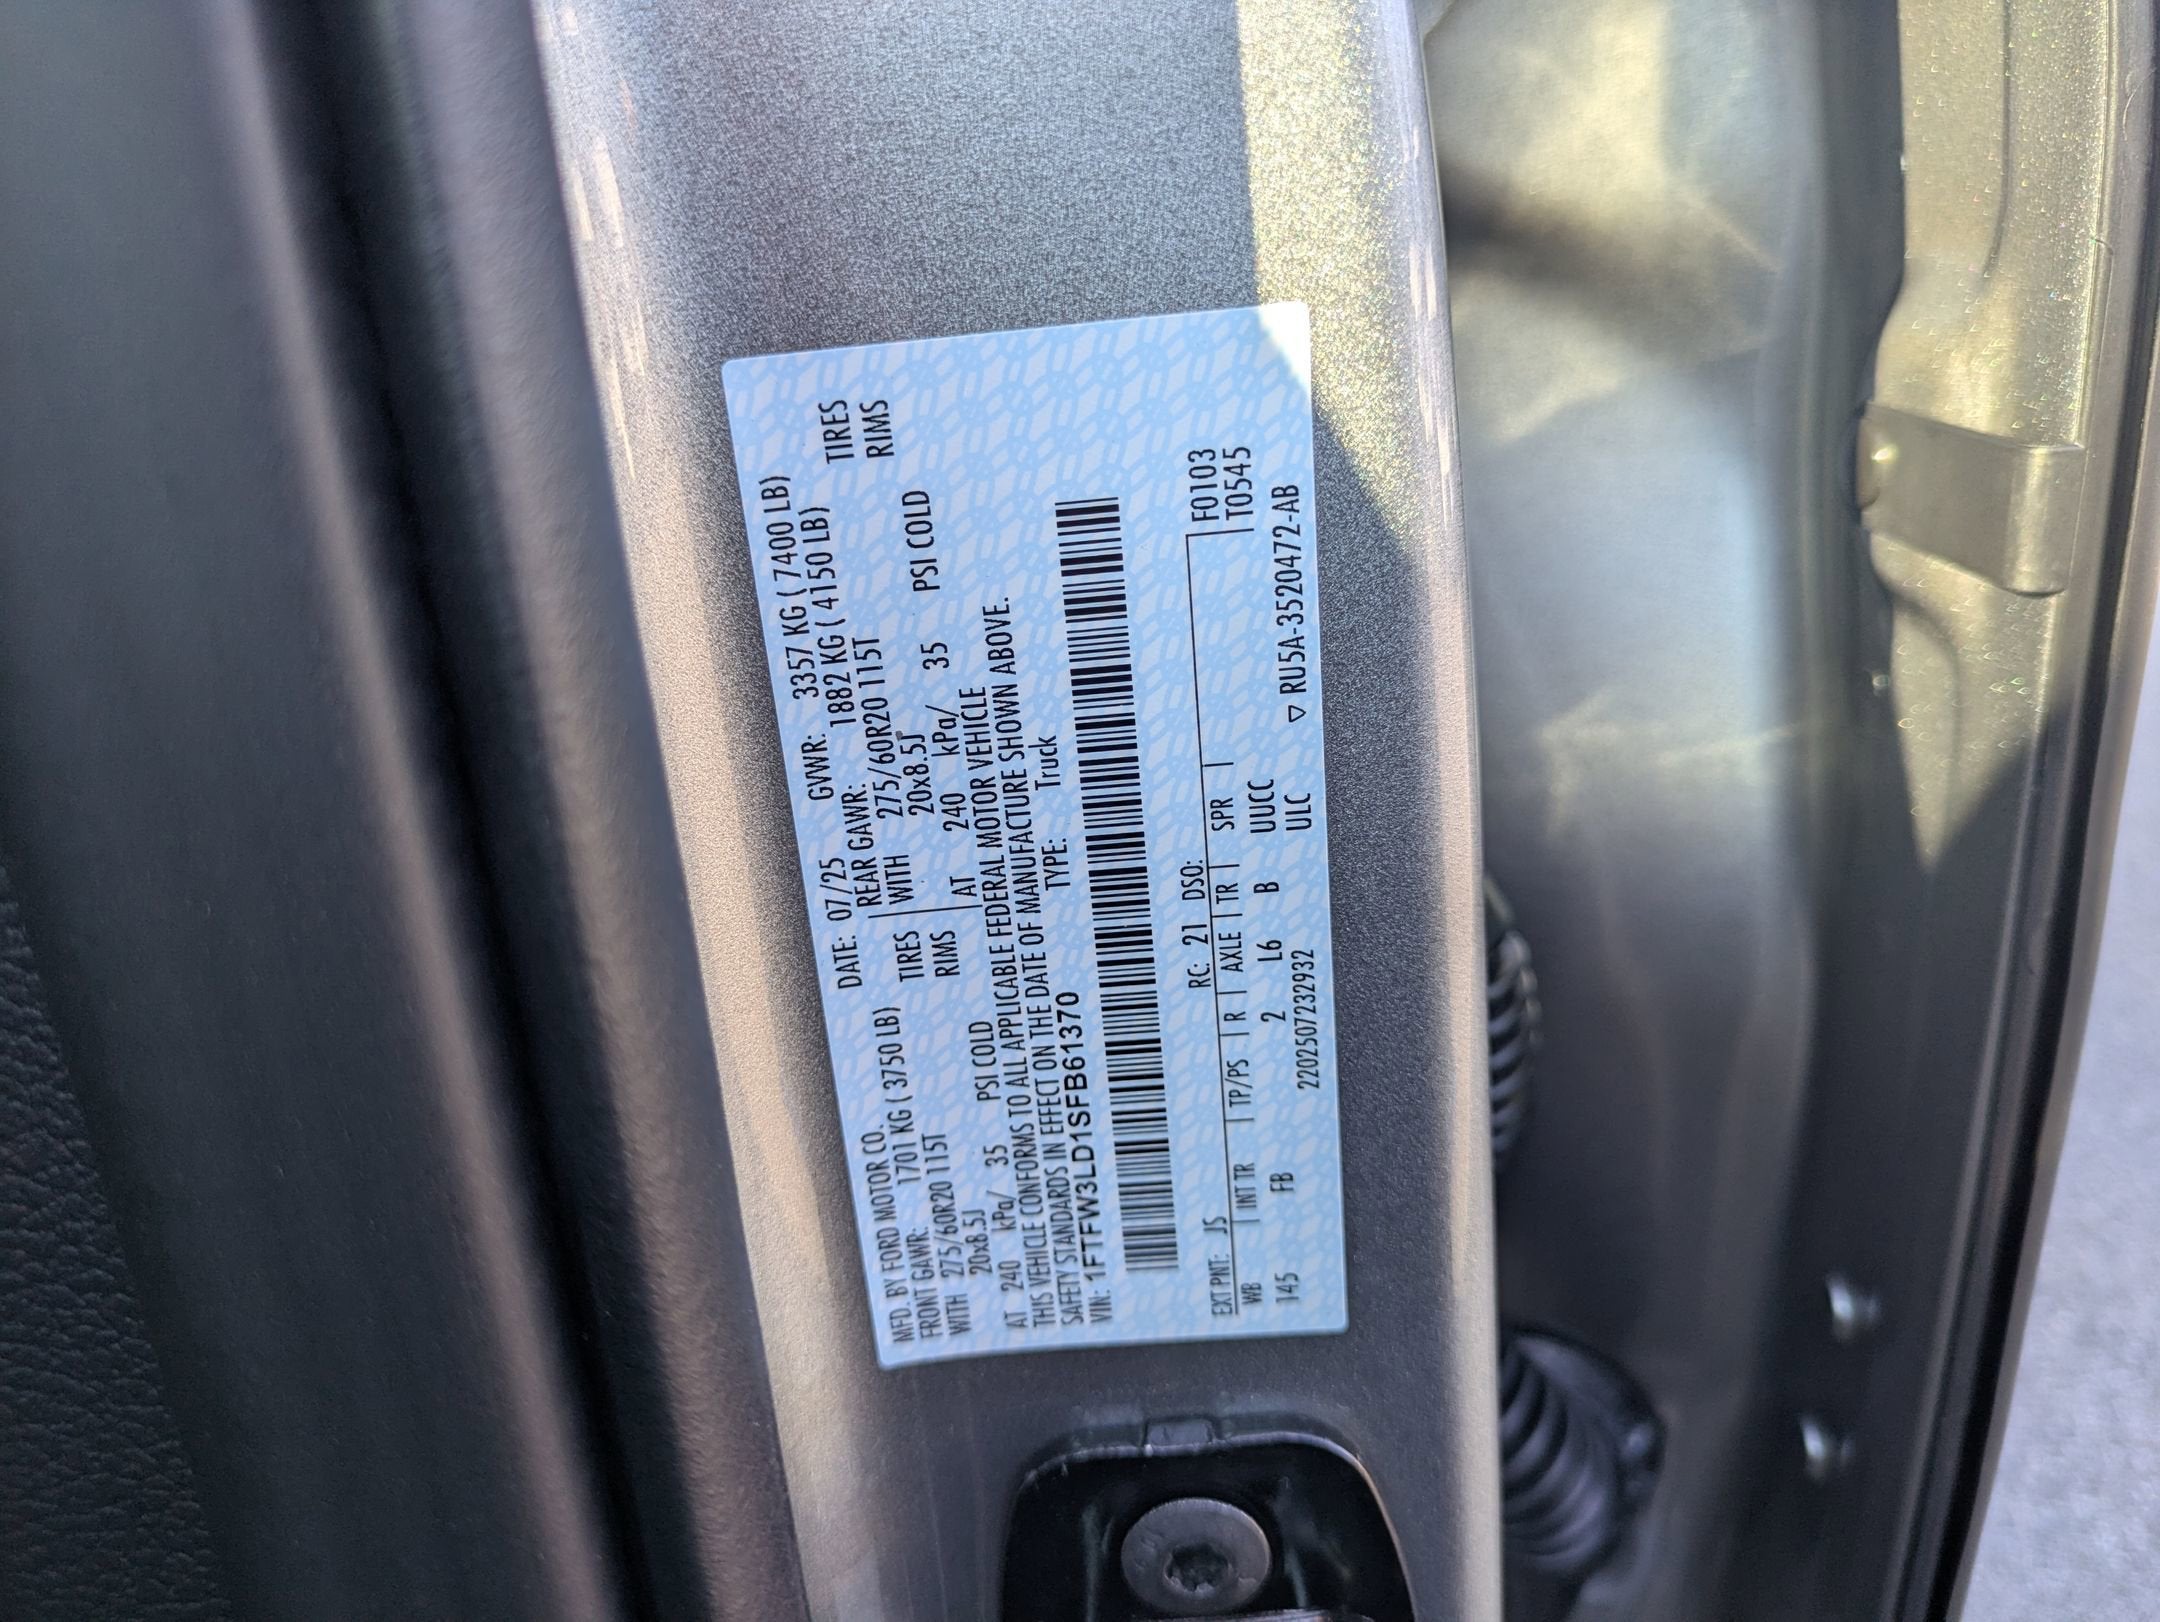 MFD. BY FORD MOTOR CO. DATE: 07/25 GVWR: 3357 KG ( 7400 LB)
FRONT GAWR: 1701 KG ( 3750 LB) REAR GAWR: 1882 KG ( 4150 LB)
WITH 275/60R20 115T TIRES WITH 275/60R20 115T TIRES
20x8.5J RIMS 20x8.5J RIMS
AT 240 kPa/ 35 PSI COLD AT 240 kPa/ 35 PSI COLD
THIS VEHICLE CONFORMS TO ALL APPLICABLE FEDERAL MOTOR VEHICLE
SAFETY STANDARDS IN EFFECT ON THE DATE OF MANUFACTURE SHOWN ABOVE.
VIN: 1FTFW3LD1SFB61370 TYPE: Truck
EXT PNT: JS RC: 21 DSO: F0103
WB INT TR TP/PS R AXLE TR SPR T0545
145 FB 2 L6 B UUCC
2202507232932 ULC ▽ RU5A-3520472-AB